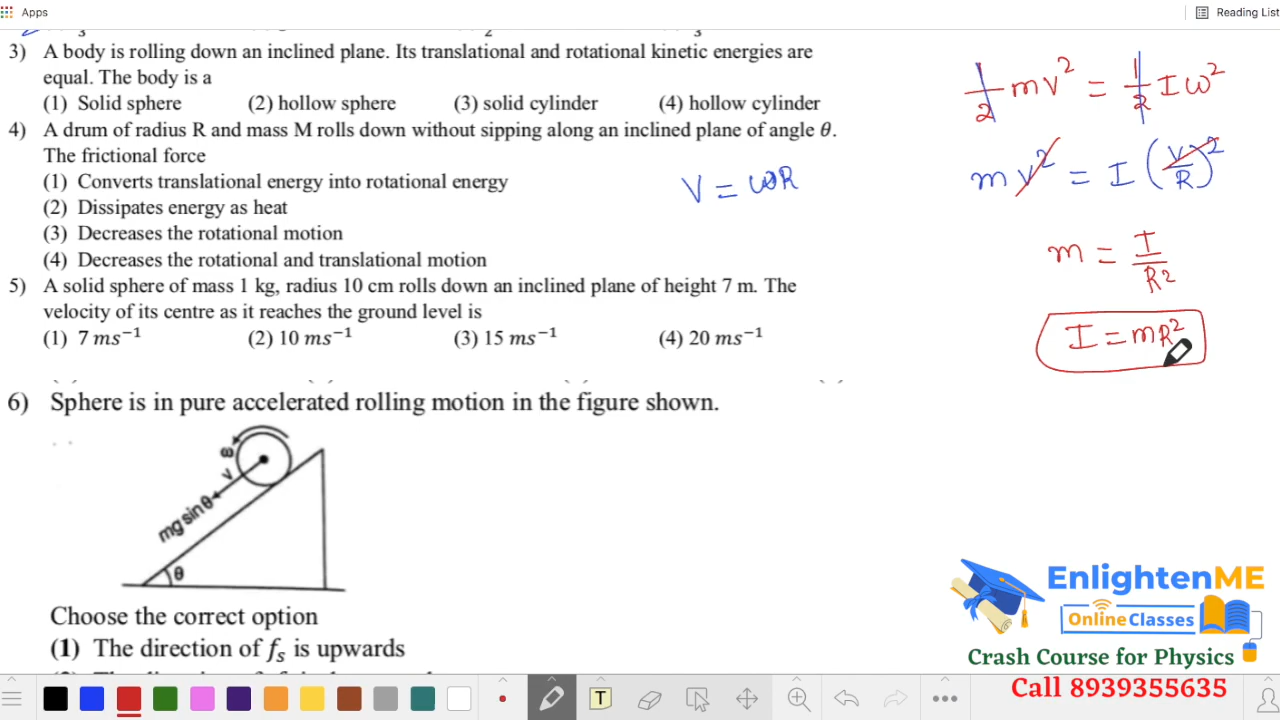 Apps
Reading List
3) A body is rolling down an inclined plane. Its translational and rotational kinetic energies are
equal. The body is a
(1) Solid sphere (2) hollow sphere (3) solid cylinder (4) hollow cylinder
4) A drum of radius R and mass M rolls down without sipping along an inclined plane of angle θ.
The frictional force
(1) Converts translational energy into rotational energy
(2) Dissipates energy as heat
(3) Decreases the rotational motion
(4) Decreases the rotational and translational motion
5) A solid sphere of mass 1 kg, radius 10 cm rolls down an inclined plane of height 7 m. The
velocity of its centre as it reaches the ground level is
(1) 7 ms⁻¹ (2) 10 ms⁻¹ (3) 15 ms⁻¹ (4) 20 ms⁻¹
6) Sphere is in pure accelerated rolling motion in the figure shown.
ω
v
mg sin θ
θ
Choose the correct option
(1) The direction of fₛ is upwards
V = ωR
1/2 mv² = 1/2 Iω²
mv² = I (V/R)²
m = I/R²
I = mR²
EnlightenME
Online Classes
Crash Course for Physics
Call 8939355635
T